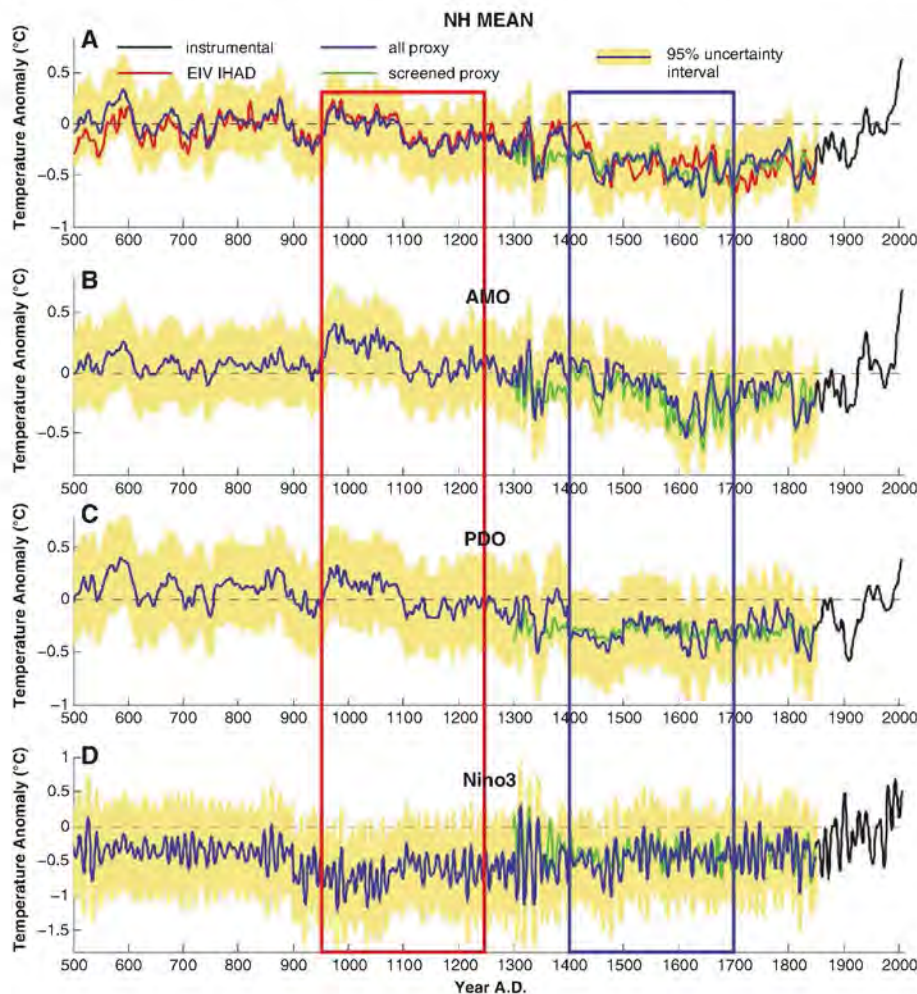 NH MEAN
A
instrumental
all proxy
95% uncertainty
interval
EIV IHAD
screened proxy
Temperature Anomaly (°C)
0.5
0
−0.5
−1
500 600 700 800 900 1000 1100 1200 1300 1400 1500 1600 1700 1800 1900 2000
B
AMO
Temperature Anomaly (°C)
0.5
0
−0.5
500 600 700 800 900 1000 1100 1200 1300 1400 1500 1600 1700 1800 1900 2000
C
PDO
Temperature Anomaly (°C)
0.5
0
−0.5
−1
500 600 700 800 900 1000 1100 1200 1300 1400 1500 1600 1700 1800 1900 2000
D
Nino3
Temperature Anomaly (°C)
1
0.5
0
−0.5
−1
−1.5
500 600 700 800 900 1000 1100 1200 1300 1400 1500 1600 1700 1800 1900 2000
Year A.D.